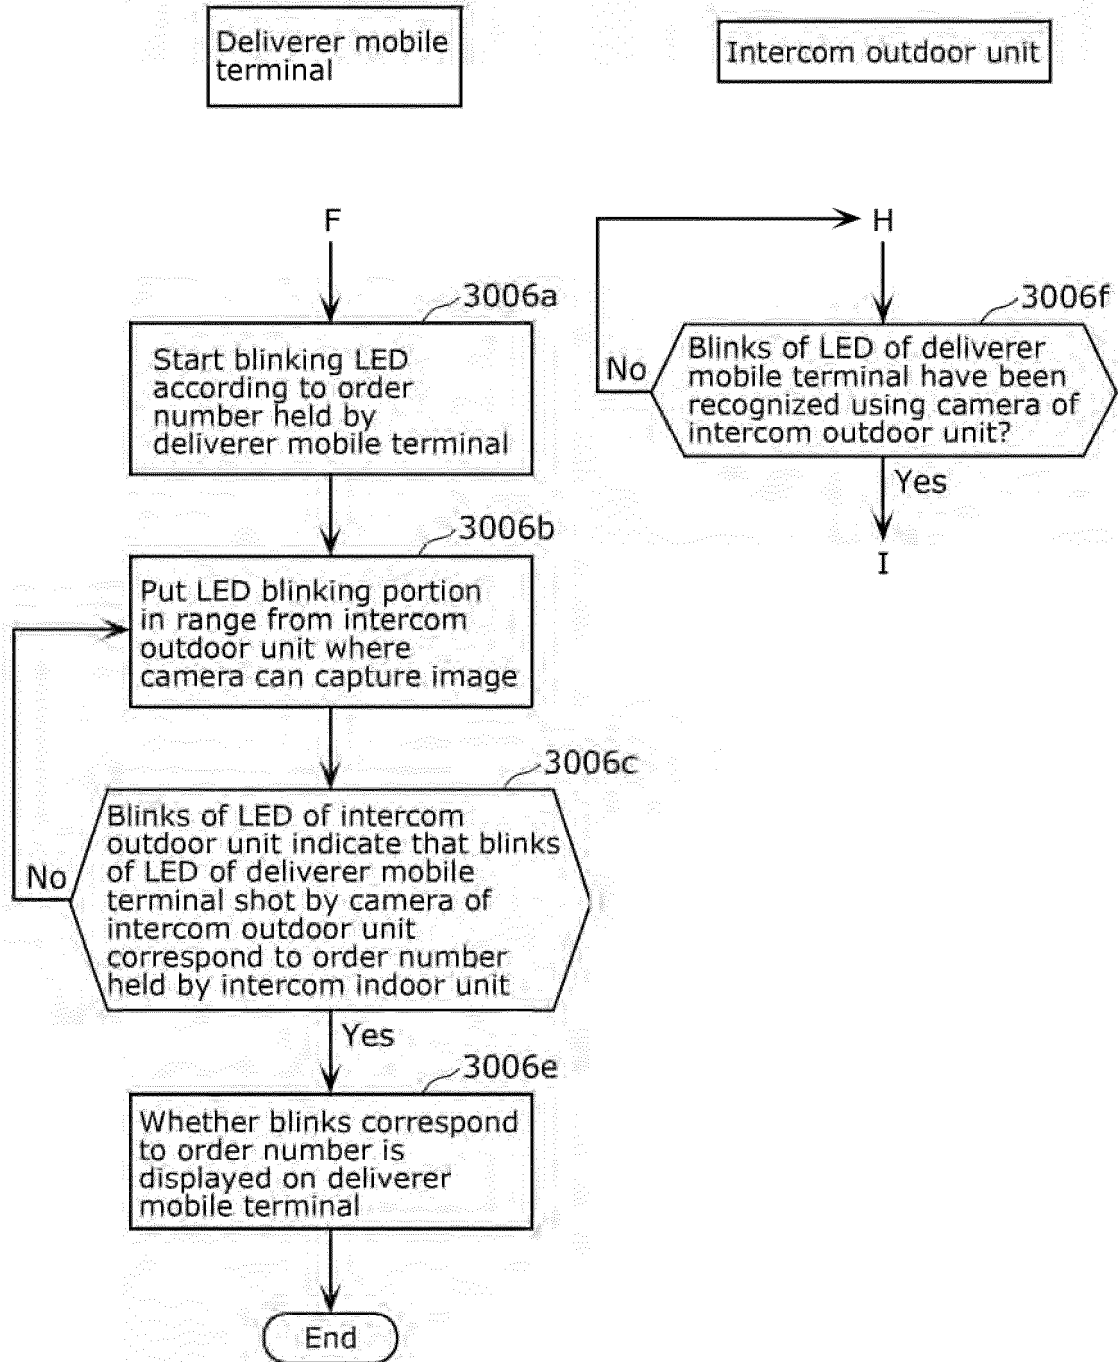 Deliverer mobile
terminal
Intercom outdoor unit
F
H
3006a
3006f
Start blinking LED
according to order
number held by
deliverer mobile terminal
No
Blinks of LED of deliverer
mobile terminal have been
recognized using camera of
intercom outdoor unit?
Yes
I
3006b
Put LED blinking portion
in range from intercom
outdoor unit where
camera can capture image
3006c
Blinks of LED of intercom
outdoor unit indicate that blinks
of LED of deliverer mobile
terminal shot by camera of
intercom outdoor unit
correspond to order number
held by intercom indoor unit
No
Yes
3006e
Whether blinks correspond
to order number is
displayed on deliverer
mobile terminal
End